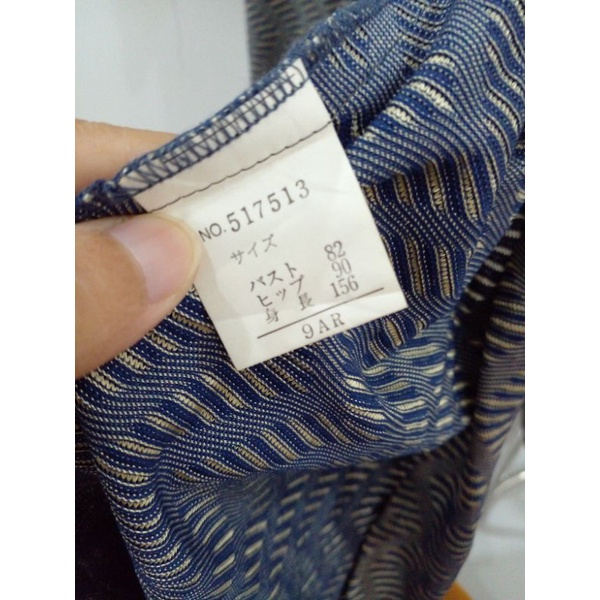 NO.517513
サイズ
バスト 82
ヒップ 90
身長 156
9AR